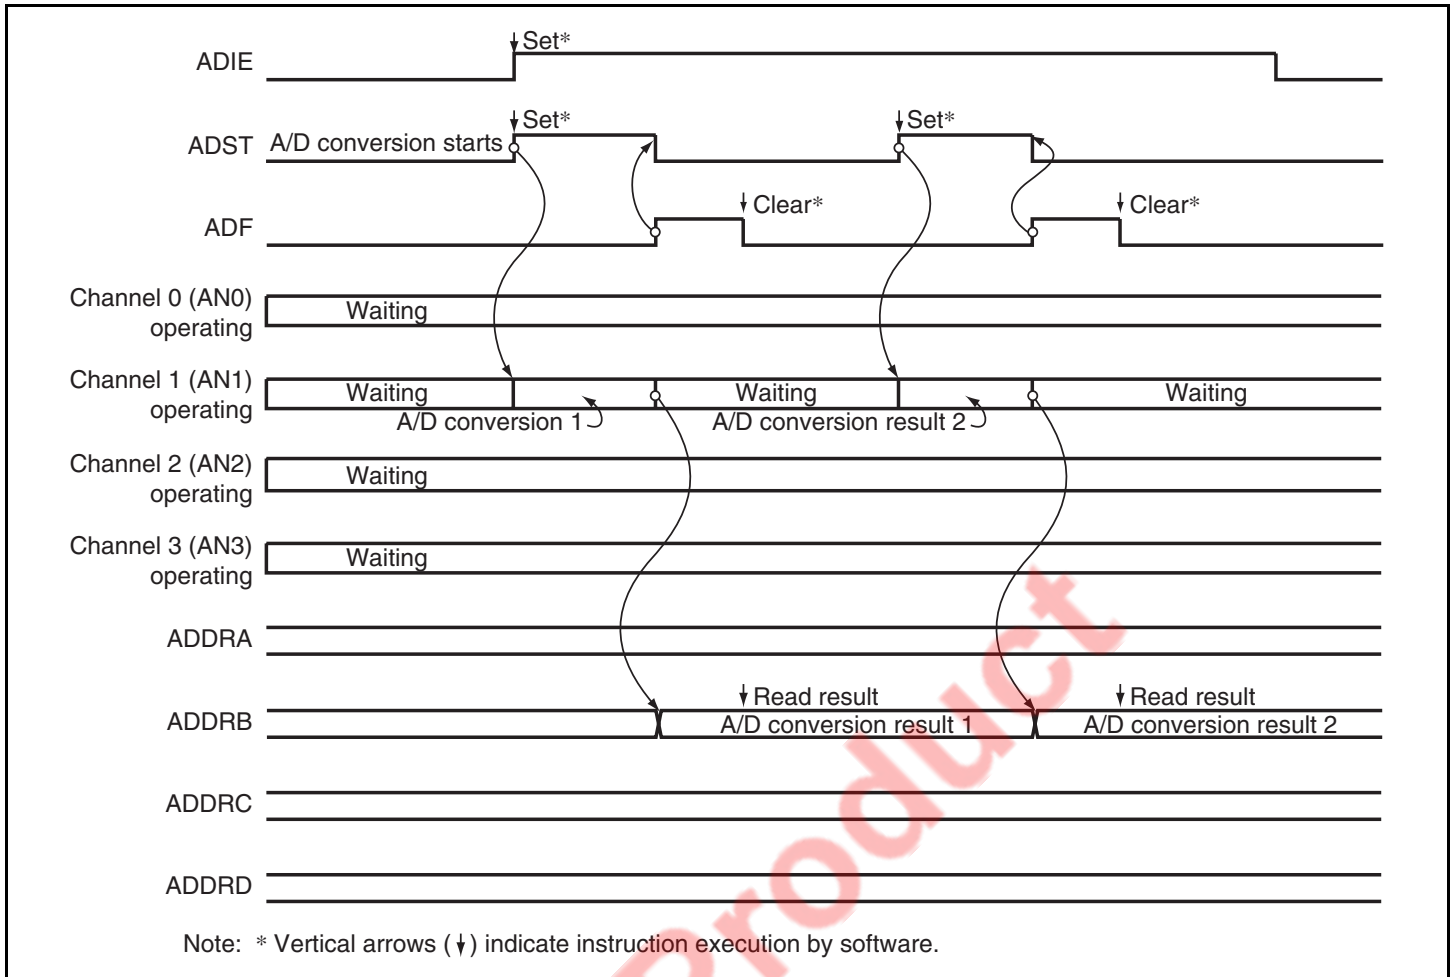 ADIE
Set*
ADST
A/D conversion starts
Set*
Set*
ADF
Clear*
Clear*
Channel 0 (AN0)
operating
Waiting
Channel 1 (AN1)
operating
Waiting
Waiting
Waiting
A/D conversion 1
A/D conversion result 2
Channel 2 (AN2)
operating
Waiting
Channel 3 (AN3)
operating
Waiting
ADDRA
ADDRB
Read result
A/D conversion result 1
Read result
A/D conversion result 2
ADDRC
ADDRD
Note: * Vertical arrows (↓) indicate instruction execution by software.
Product